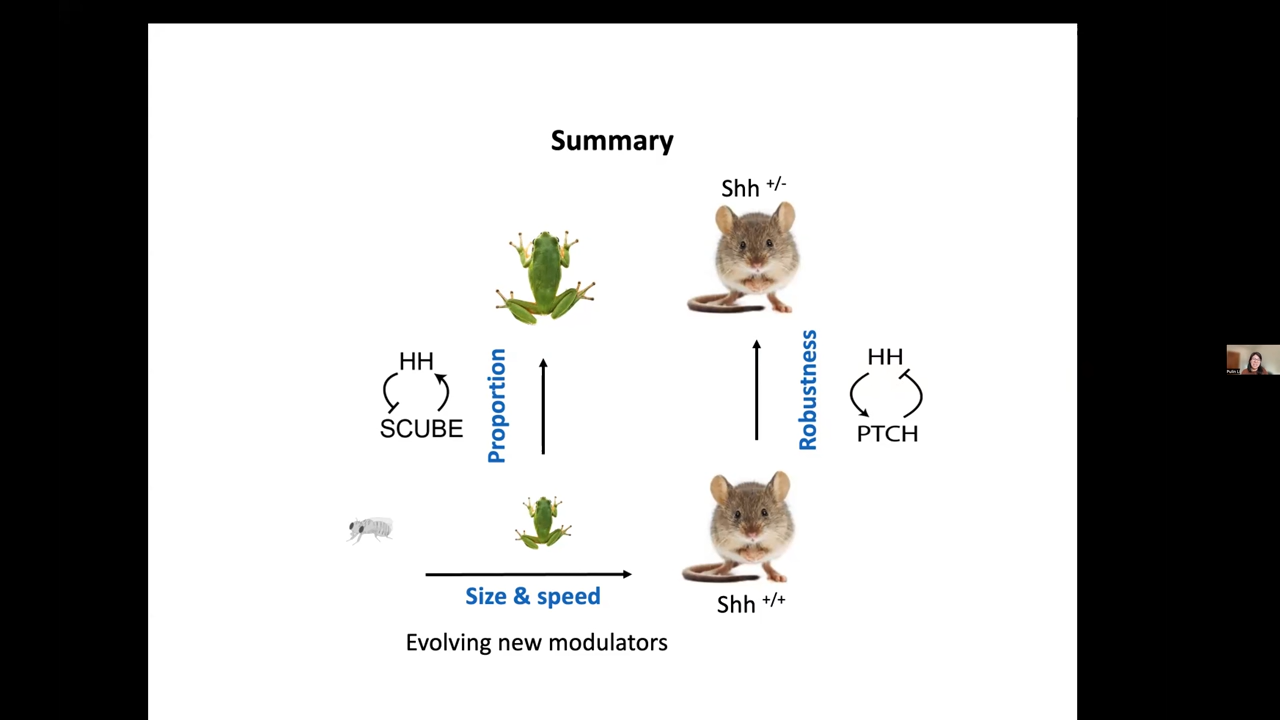 Summary
Shh +/-
HH
SCUBE
Proportion
Robustness
HH
PTCH
Size & speed
Shh +/+
Evolving new modulators